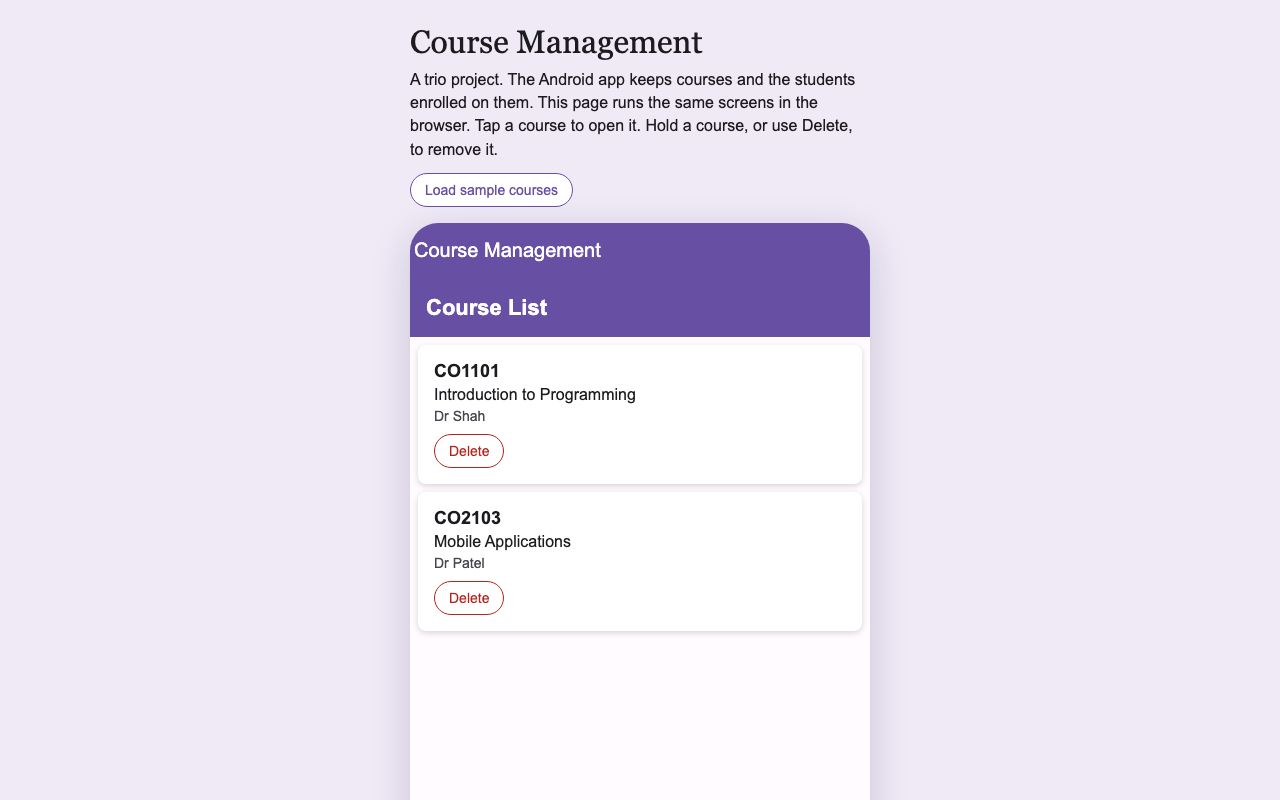 Course Management
A trio project. The Android app keeps courses and the students
enrolled on them. This page runs the same screens in the
browser. Tap a course to open it. Hold a course, or use Delete,
to remove it.
Load sample courses
Course Management
Course List
CO1101
Introduction to Programming
Dr Shah
Delete
CO2103
Mobile Applications
Dr Patel
Delete